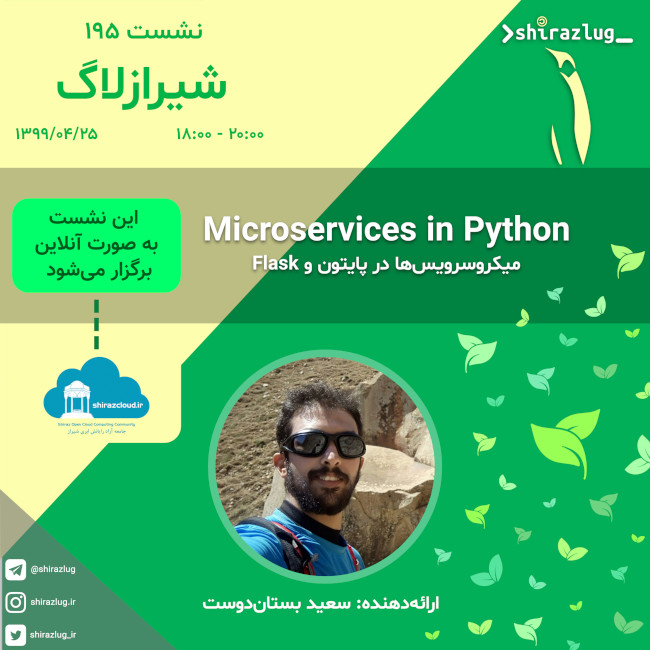 نشست ۱۹۵
شیرازلاگ
۱۳۹۹/۰۴/۲۵
۱۸:۰۰ - ۲۰:۰۰
>shirazlug_
این نشست
به صورت آنلاین
برگزار می‌شود
Microservices in Python
میکروسرویس‌ها در پایتون و Flask
shirazcloud.ir
Shiraz Open Cloud Computing Community
جامعه آزاد رایانش ابری شیراز
ارائه‌دهنده: سعید بستان‌دوست
@shirazlug
shirazlug.ir
shirazlug_ir